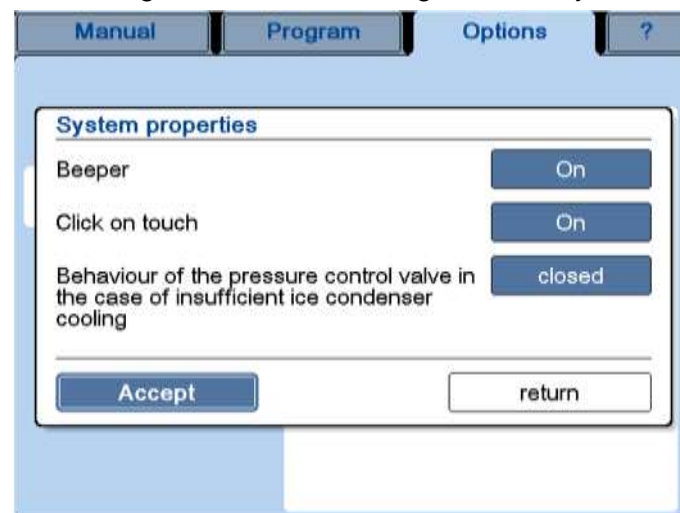 Manual Program Options ?
System properties
Beeper On
Click on touch On
Behaviour of the pressure control valve in closed
the case of insufficient ice condenser
cooling
Accept return